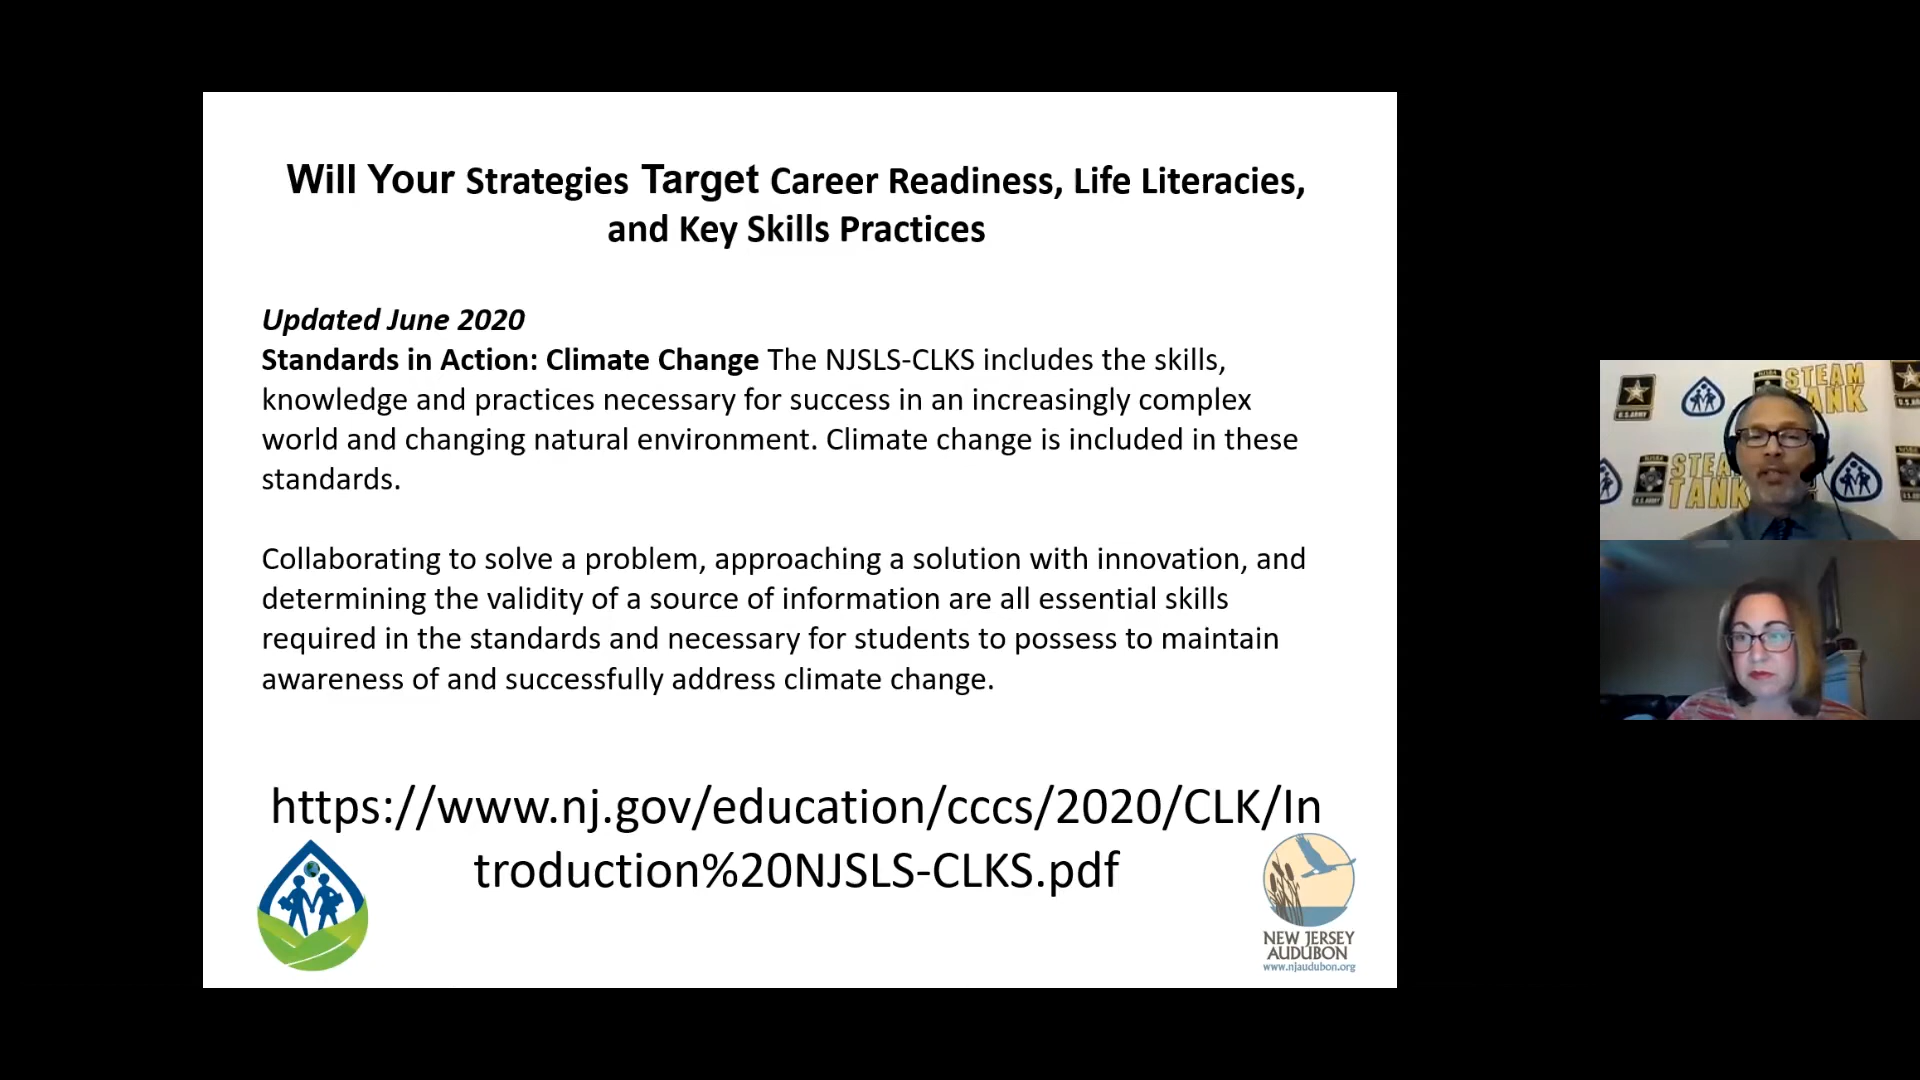 Will Your Strategies Target Career Readiness, Life Literacies,
and Key Skills Practices
Updated June 2020
Standards in Action: Climate Change The NJSLS-CLKS includes the skills,
knowledge and practices necessary for success in an increasingly complex
world and changing natural environment. Climate change is included in these
standards.
Collaborating to solve a problem, approaching a solution with innovation, and
determining the validity of a source of information are all essential skills
required in the standards and necessary for students to possess to maintain
awareness of and successfully address climate change.
https://www.nj.gov/education/cccs/2020/CLK/In
troduction%20NJSLS-CLKS.pdf
NEW JERSEY
AUDUBON
www.njaudubon.org
STEAM
TANK
U.S.ARMY
STEA
TANK